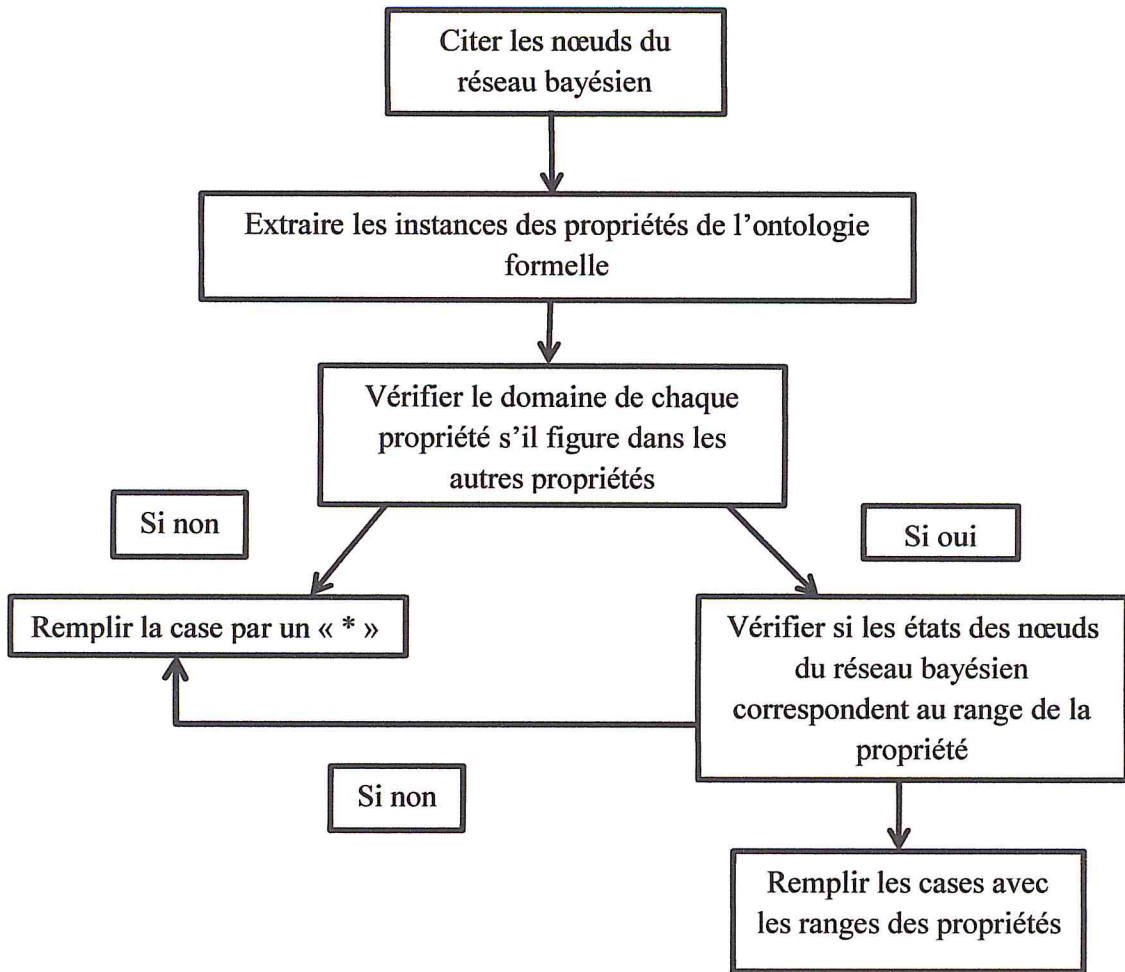 Citer les nœuds du
réseau bayésien
Extraire les instances des propriétés de l’ontologie
formelle
Vérifier le domaine de chaque
propriété s’il figure dans les
autres propriétés
Si non
Si oui
Remplir la case par un « * »
Vérifier si les états des nœuds
du réseau bayésien
correspondent au range de la
propriété
Si non
Remplir les cases avec
les ranges des propriétés